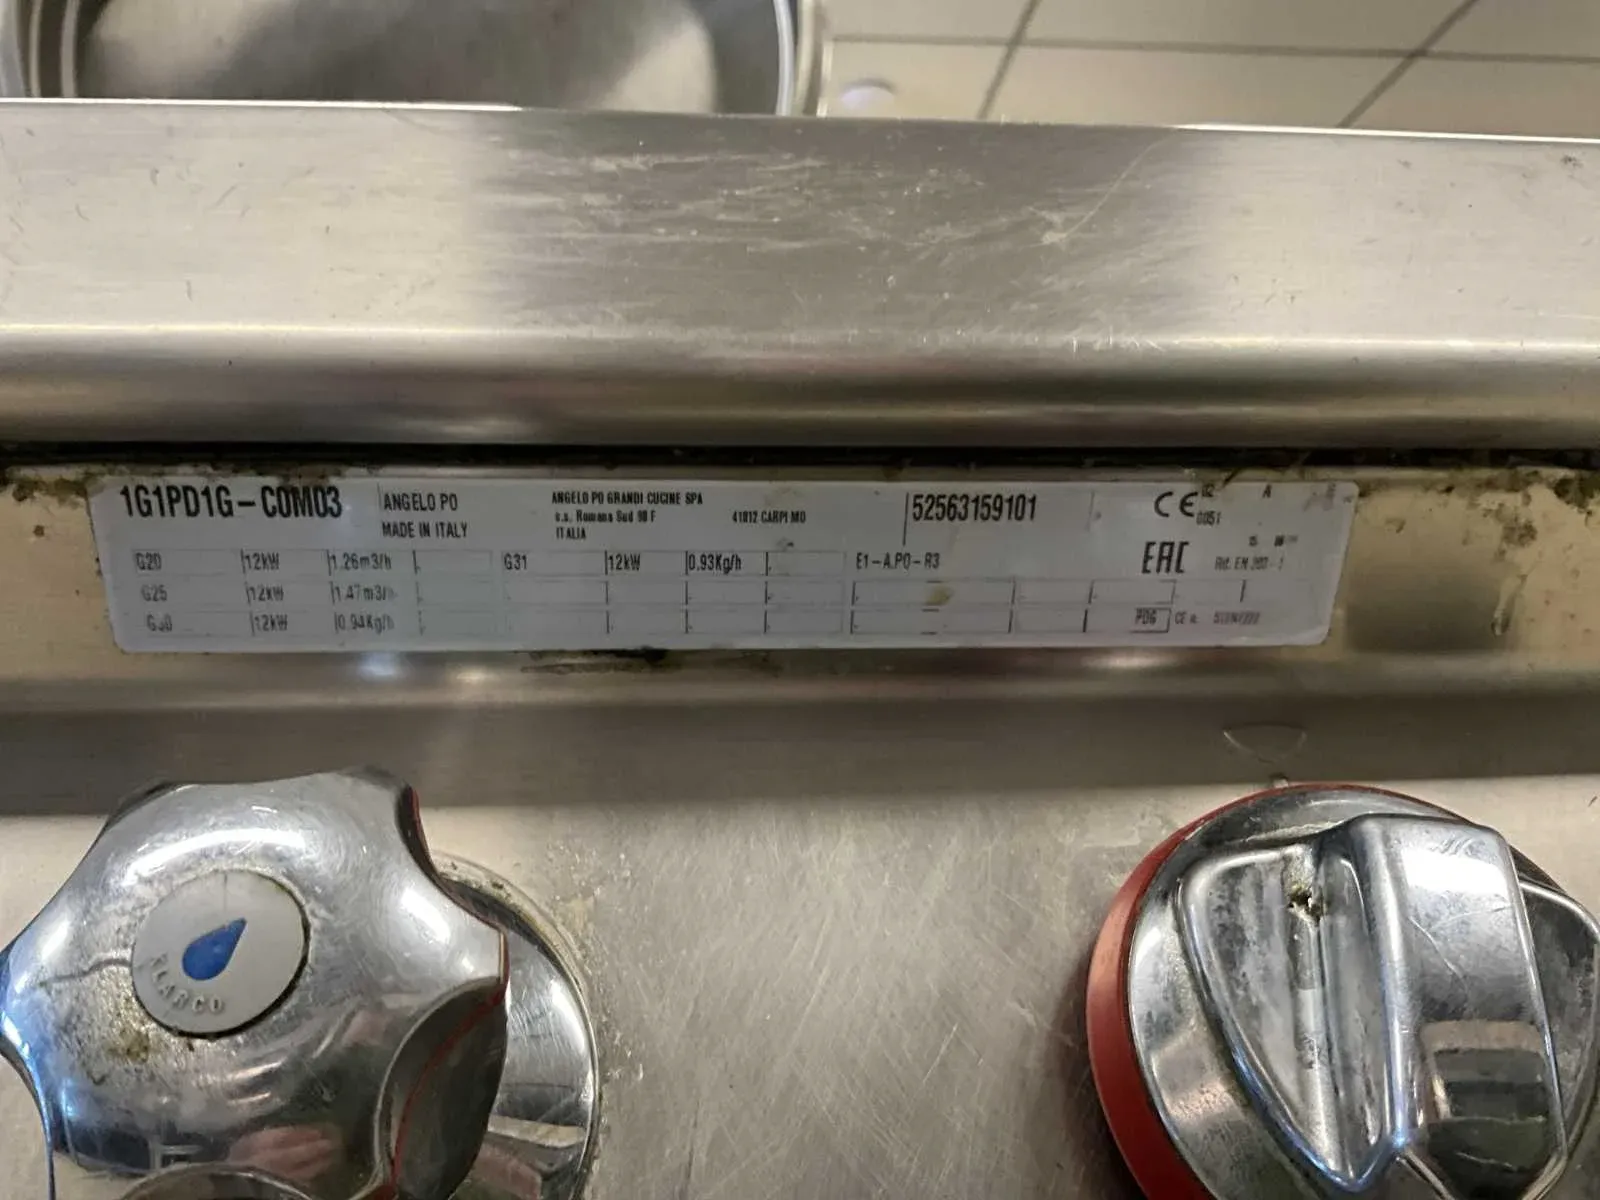 1G1PD1G-COM03
ANGELO PO
MADE IN ITALY
ANGELO PO GRANDI CUCINE SPA
s.s. Romana Sud 90 F
41012 CARPI MO
ITALIA
52563159101
CE
0051
EAC
G20 12kW 1.26m3/h G31 12kW 0.93Kg/h E1-A.PO-R3
G25 12kW 1.47m3/h
12kW 0.94Kg/h PDG CE n.
KLARCO